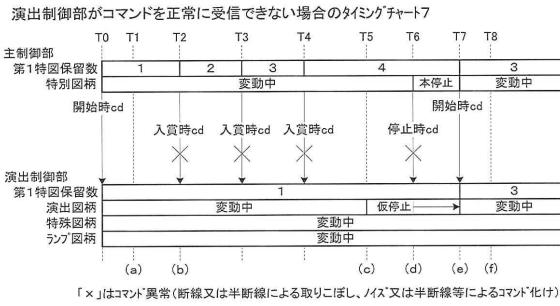 演出制御部がコマンドを正常に受信できない場合のタイミングチャート7
T0 T1 T2 T3 T4 T5 T6 T7 T8
主制御部
第1特図保留数 1 2 3 4 3
特別図柄 変動中 本停止 変動中
開始時cd 開始時cd
入賞時cd 入賞時cd 入賞時cd 停止時cd
演出制御部
第1特図保留数 1 3
演出図柄 変動中 仮停止 変動中
特殊図柄 変動中
ランプ図柄 変動中
(a) (b) (c) (d) (e) (f)
「×」はコマンド異常(断線又は半断線による取りこぼし、ノイズ又は半断線等によるコマンド化け)